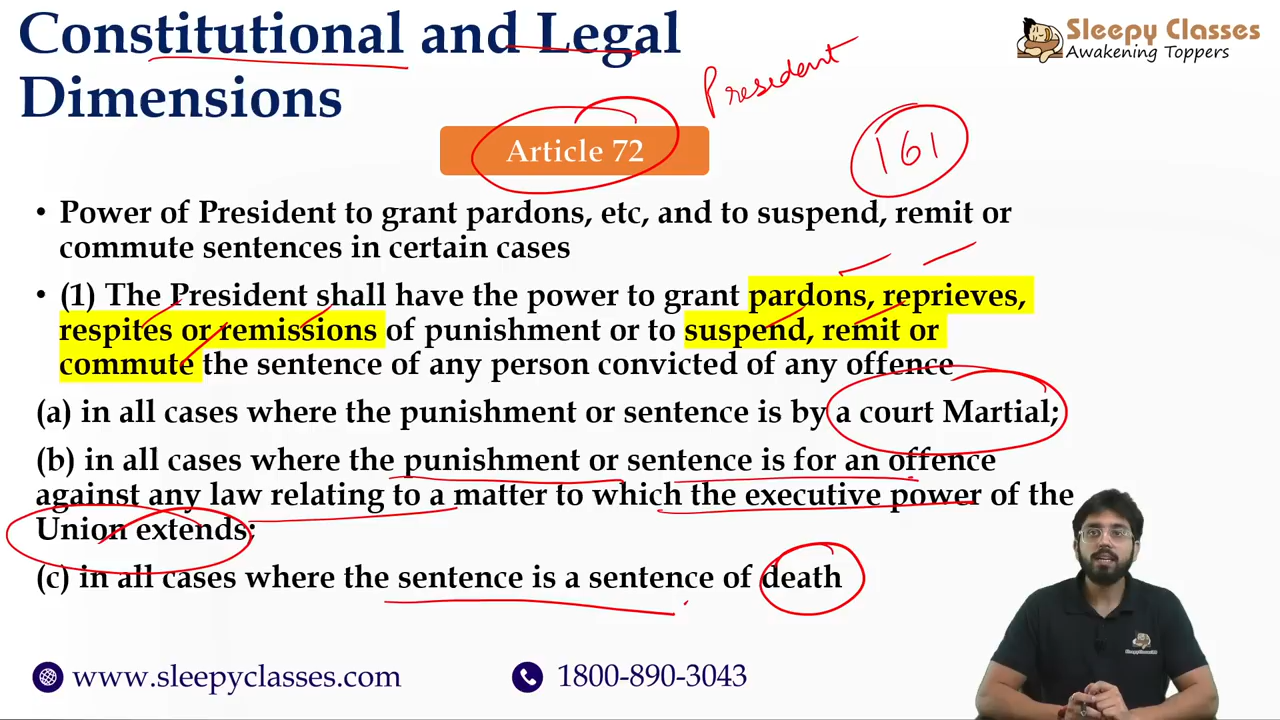 Constitutional and Legal
Dimensions
Sleepy Classes
Awakening Toppers
President
Article 72
161
• Power of President to grant pardons, etc, and to suspend, remit or
commute sentences in certain cases
• (1) The President shall have the power to grant pardons, reprieves,
respites or remissions of punishment or to suspend, remit or
commute the sentence of any person convicted of any offence
(a) in all cases where the punishment or sentence is by a court Martial;
(b) in all cases where the punishment or sentence is for an offence
against any law relating to a matter to which the executive power of the
Union extends;
(c) in all cases where the sentence is a sentence of death
www.sleepyclasses.com
1800-890-3043